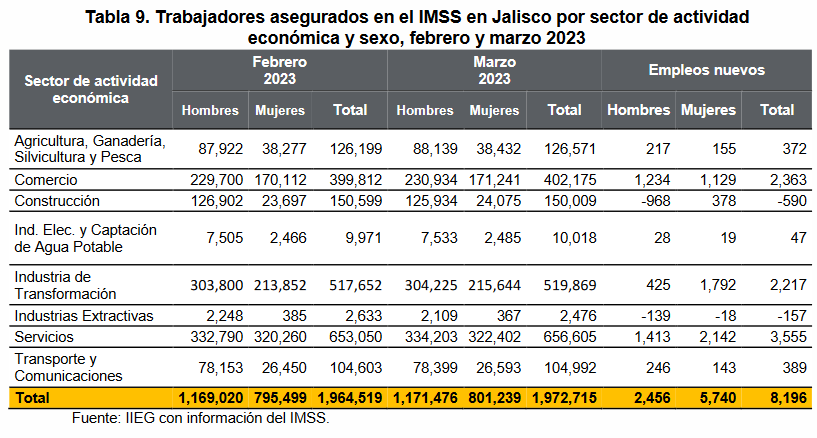 Tabla 9. Trabajadores asegurados en el IMSS en Jalisco por sector de actividad
económica y sexo, febrero y marzo 2023
Sector de actividad económica Febrero 2023 Marzo 2023 Empleos nuevos
Hombres Mujeres Total Hombres Mujeres Total Hombres Mujeres Total
Agricultura, Ganadería,
Silvicultura y Pesca 87,922 38,277 126,199 88,139 38,432 126,571 217 155 372
Comercio 229,700 170,112 399,812 230,934 171,241 402,175 1,234 1,129 2,363
Construcción 126,902 23,697 150,599 125,934 24,075 150,009 -968 378 -590
Ind. Elec. y Captación
de Agua Potable 7,505 2,466 9,971 7,533 2,485 10,018 28 19 47
Industria de
Transformación 303,800 213,852 517,652 304,225 215,644 519,869 425 1,792 2,217
Industrias Extractivas 2,248 385 2,633 2,109 367 2,476 -139 -18 -157
Servicios 332,790 320,260 653,050 334,203 322,402 656,605 1,413 2,142 3,555
Transporte y
Comunicaciones 78,153 26,450 104,603 78,399 26,593 104,992 246 143 389
Total 1,169,020 795,499 1,964,519 1,171,476 801,239 1,972,715 2,456 5,740 8,196
Fuente: IIEG con información del IMSS.